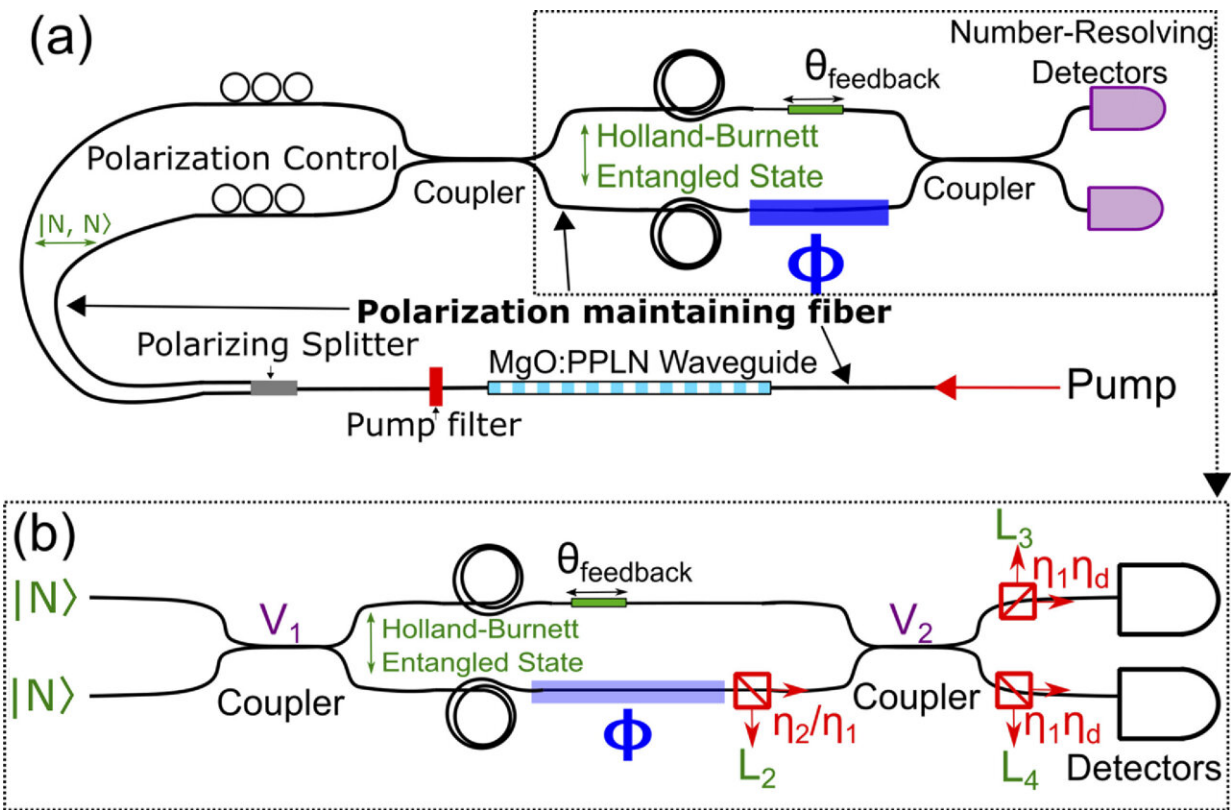 (a)
Number-Resolving
Detectors
θfeedback
Holland-Burnett
Entangled State
Polarization Control
Coupler
Coupler
|N, N⟩
Φ
Polarization maintaining fiber
Polarizing Splitter
MgO:PPLN Waveguide
Pump
Pump filter
(b)
L3
θfeedback
η1ηd
|N⟩
V1
Holland-Burnett
Entangled State
V2
|N⟩
Coupler
Φ
η2/η1
Coupler
η1ηd
L2
L4
Detectors